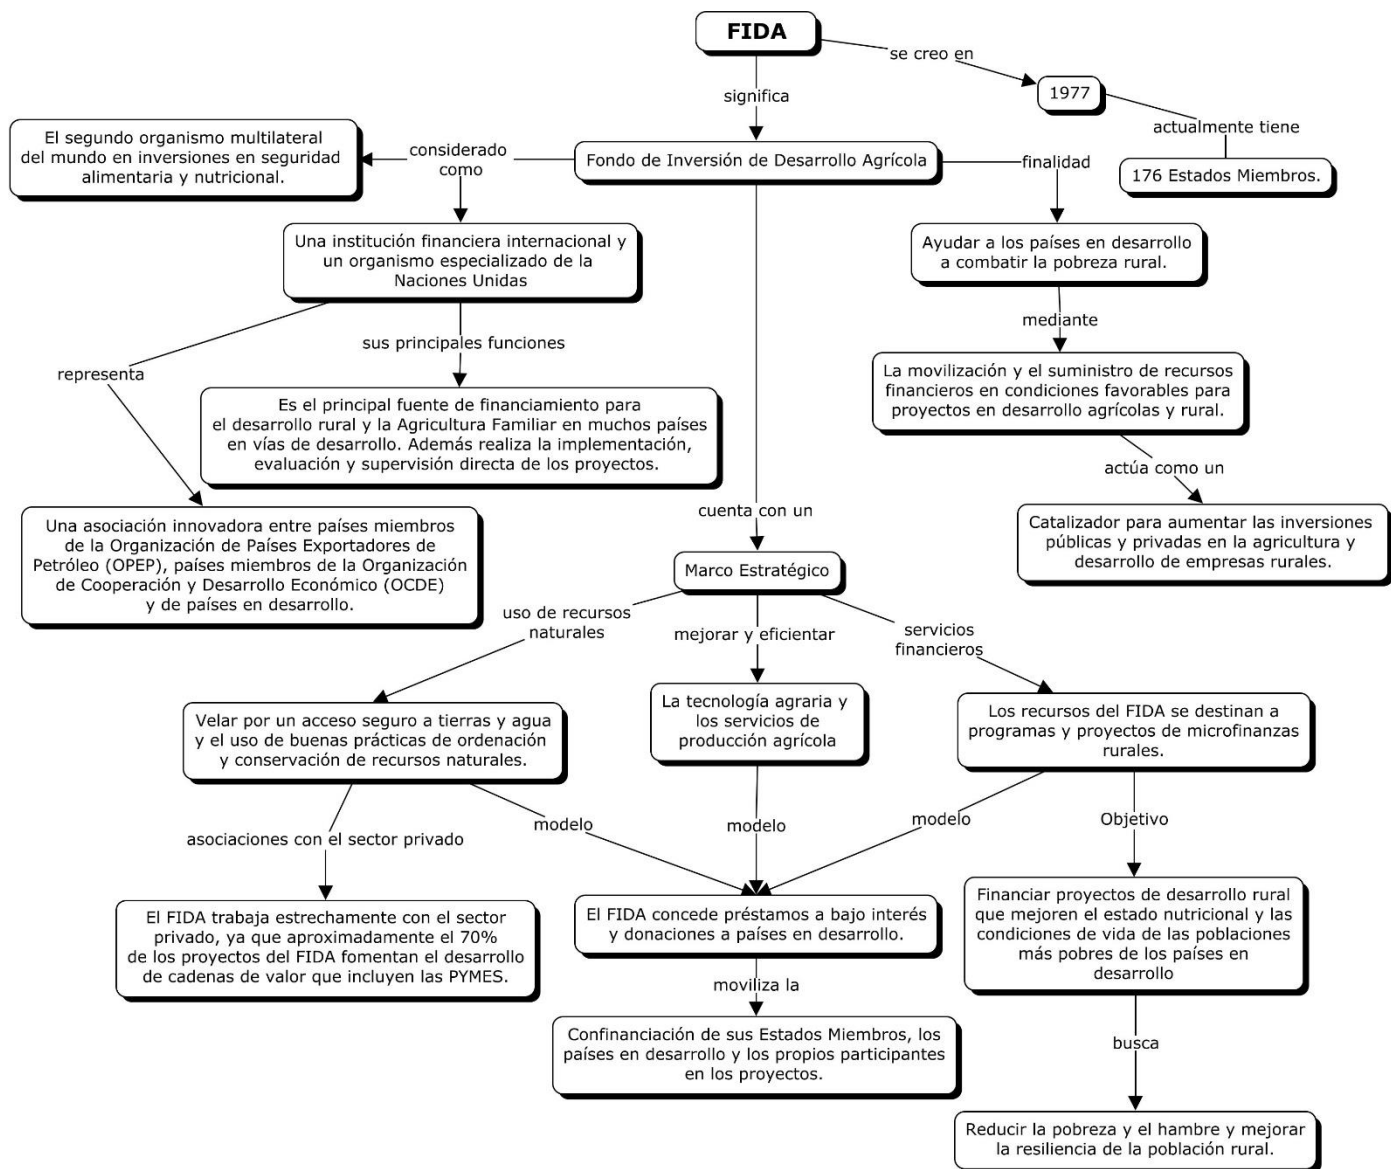 FIDA
se creo en
1977
significa
actualmente tiene
176 Estados Miembros.
El segundo organismo multilateral
del mundo en inversiones en seguridad
alimentaria y nutricional.
considerado
como
Fondo de Inversión de Desarrollo Agrícola
finalidad
Una institución financiera internacional y
un organismo especializado de la
Naciones Unidas
Ayudar a los países en desarrollo
a combatir la pobreza rural.
sus principales funciones
mediante
representa
La movilización y el suministro de recursos
financieros en condiciones favorables para
proyectos en desarrollo agrícolas y rural.
Es el principal fuente de financiamiento para
el desarrollo rural y la Agricultura Familiar en muchos países
en vías de desarrollo. Además realiza la implementación,
evaluación y supervisión directa de los proyectos.
actúa como un
Catalizador para aumentar las inversiones
públicas y privadas en la agricultura y
desarrollo de empresas rurales.
Una asociación innovadora entre países miembros
de la Organización de Países Exportadores de
Petróleo (OPEP), países miembros de la Organización
de Cooperación y Desarrollo Económico (OCDE)
y de países en desarrollo.
cuenta con un
Marco Estratégico
uso de recursos
naturales
mejorar y eficientar
servicios
financieros
Velar por un acceso seguro a tierras y agua
y el uso de buenas prácticas de ordenación
y conservación de recursos naturales.
La tecnología agraria y
los servicios de
producción agrícola
Los recursos del FIDA se destinan a
programas y proyectos de microfinanzas
rurales.
asociaciones con el sector privado
modelo
modelo
modelo
Objetivo
El FIDA trabaja estrechamente con el sector
privado, ya que aproximadamente el 70%
de los proyectos del FIDA fomentan el desarrollo
de cadenas de valor que incluyen las PYMES.
El FIDA concede préstamos a bajo interés
y donaciones a países en desarrollo.
Financiar proyectos de desarrollo rural
que mejoren el estado nutricional y las
condiciones de vida de las poblaciones
más pobres de los países en
desarrollo
moviliza la
Confinanciación de sus Estados Miembros, los
países en desarrollo y los propios participantes
en los proyectos.
busca
Reducir la pobreza y el hambre y mejorar
la resiliencia de la población rural.